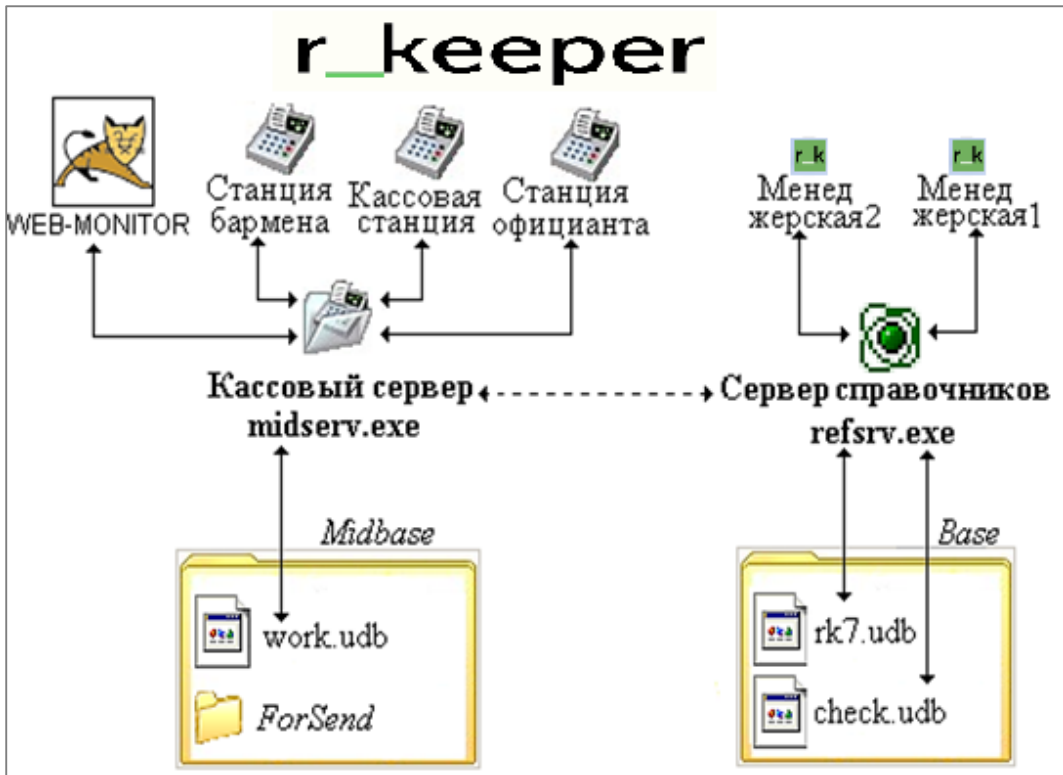 r_keeper
WEB-MONITOR
Станция
бармена
Кассовая
станция
Станция
официанта
r_k
Менед
жерская2
r_k
Менед
жерская1
Кассовый сервер
midserv.exe
Сервер справочников
refsrv.exe
Midbase
work.udb
ForSend
Base
rk7.udb
check.udb